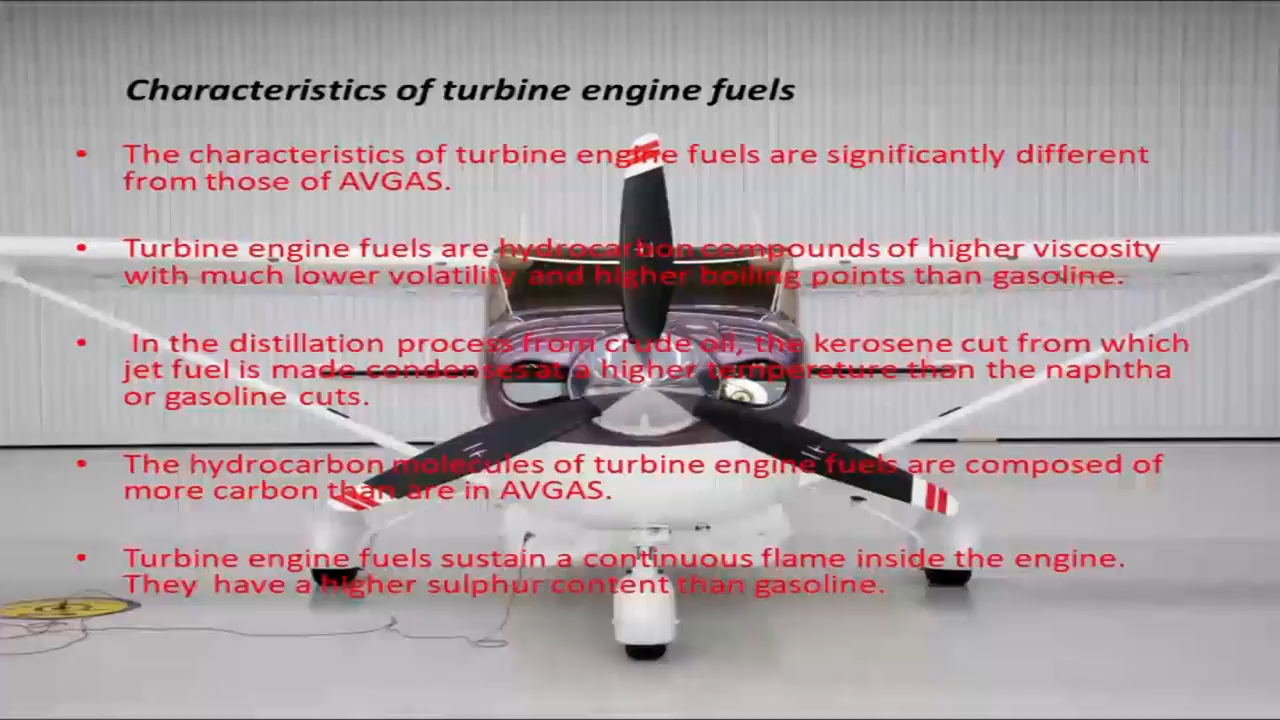 Characteristics of turbine engine fuels
• The characteristics of turbine engine fuels are significantly different
from those of AVGAS.
• Turbine engine fuels are hydrocarbon compounds of higher viscosity
with much lower volatility and higher boiling points than gasoline.
• In the distillation process from crude oil, the kerosene cut from which
jet fuel is made condenses at a higher temperature than the naphtha
or gasoline cuts.
• The hydrocarbon molecules of turbine engine fuels are composed of
more carbon than are in AVGAS.
• Turbine engine fuels sustain a continuous flame inside the engine.
They have a higher sulphur content than gasoline.